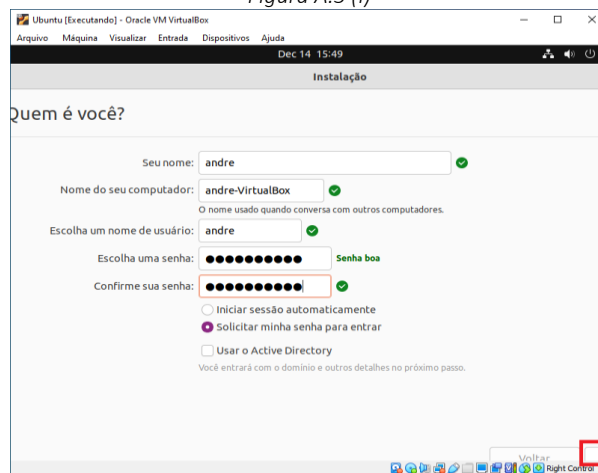 Figura A.5 (i)
Ubuntu [Executando] - Oracle VM VirtualBox
Arquivo Máquina Visualizar Entrada Dispositivos Ajuda
Dec 14 15:49
Instalação
Quem é você?
Seu nome: andre
Nome do seu computador: andre-VirtualBox
O nome usado quando conversa com outros computadores.
Escolha um nome de usuário: andre
Escolha uma senha: ●●●●●●●●●● Senha boa
Confirme sua senha: ●●●●●●●●●●
Iniciar sessão automaticamente
Solicitar minha senha para entrar
Usar o Active Directory
Você entrará com o domínio e outros detalhes no próximo passo.
Voltar
Right Control